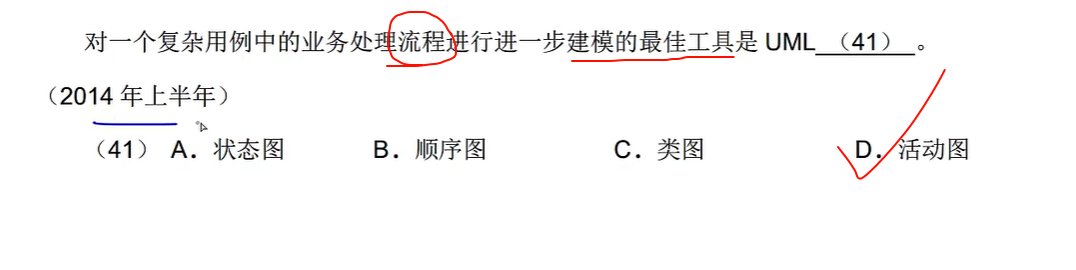 对一个复杂用例中的业务处理流程进行进一步建模的最佳工具是 UML （41） 。
（2014 年上半年）
（41） A．状态图 B．顺序图 C．类图 D．活动图